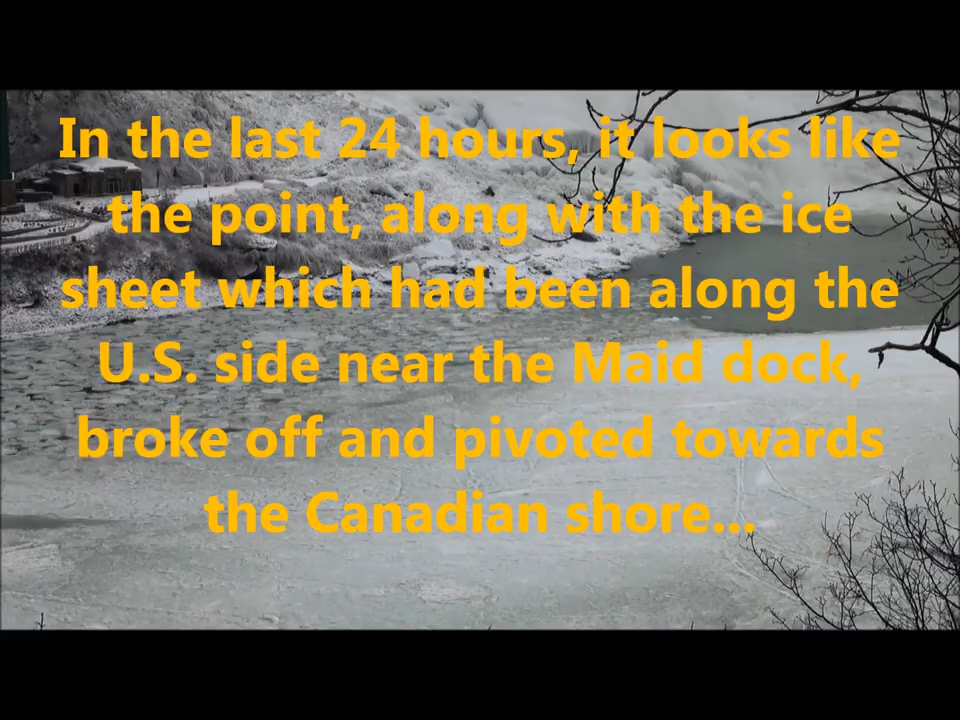 In the last 24 hours, it looks like
the point, along with the ice
sheet which had been along the
U.S. side near the Maid dock,
broke off and pivoted towards
the Canadian shore...